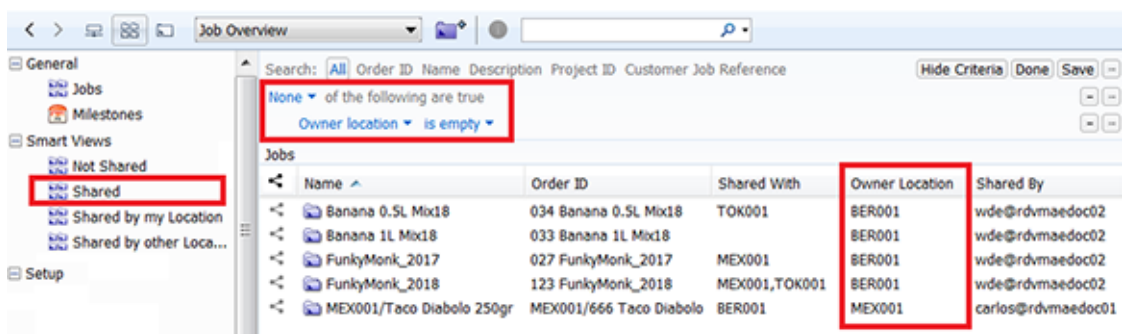 Job Overview
General
Jobs
Milestones
Smart Views
Not Shared
Shared
Shared by my Location
Shared by other Loca...
Setup
Search: All Order ID Name Description Project ID Customer Job Reference Hide Criteria Done Save
None of the following are true
Owner location is empty
Jobs
Name Order ID Shared With Owner Location Shared By
Banana 0.5L Mix18 034 Banana 0.5L Mix18 TOK001 BER001 wde@rdvmaedoc02
Banana 1L Mix18 033 Banana 1L Mix18 BER001 wde@rdvmaedoc02
FunkyMonk_2017 027 FunkyMonk_2017 MEX001 BER001 wde@rdvmaedoc02
FunkyMonk_2018 123 FunkyMonk_2018 MEX001,TOK001 BER001 wde@rdvmaedoc02
MEX001/Taco Diabolo 250gr MEX001/666 Taco Diabolo BER001 MEX001 carlos@rdvmaedoc01